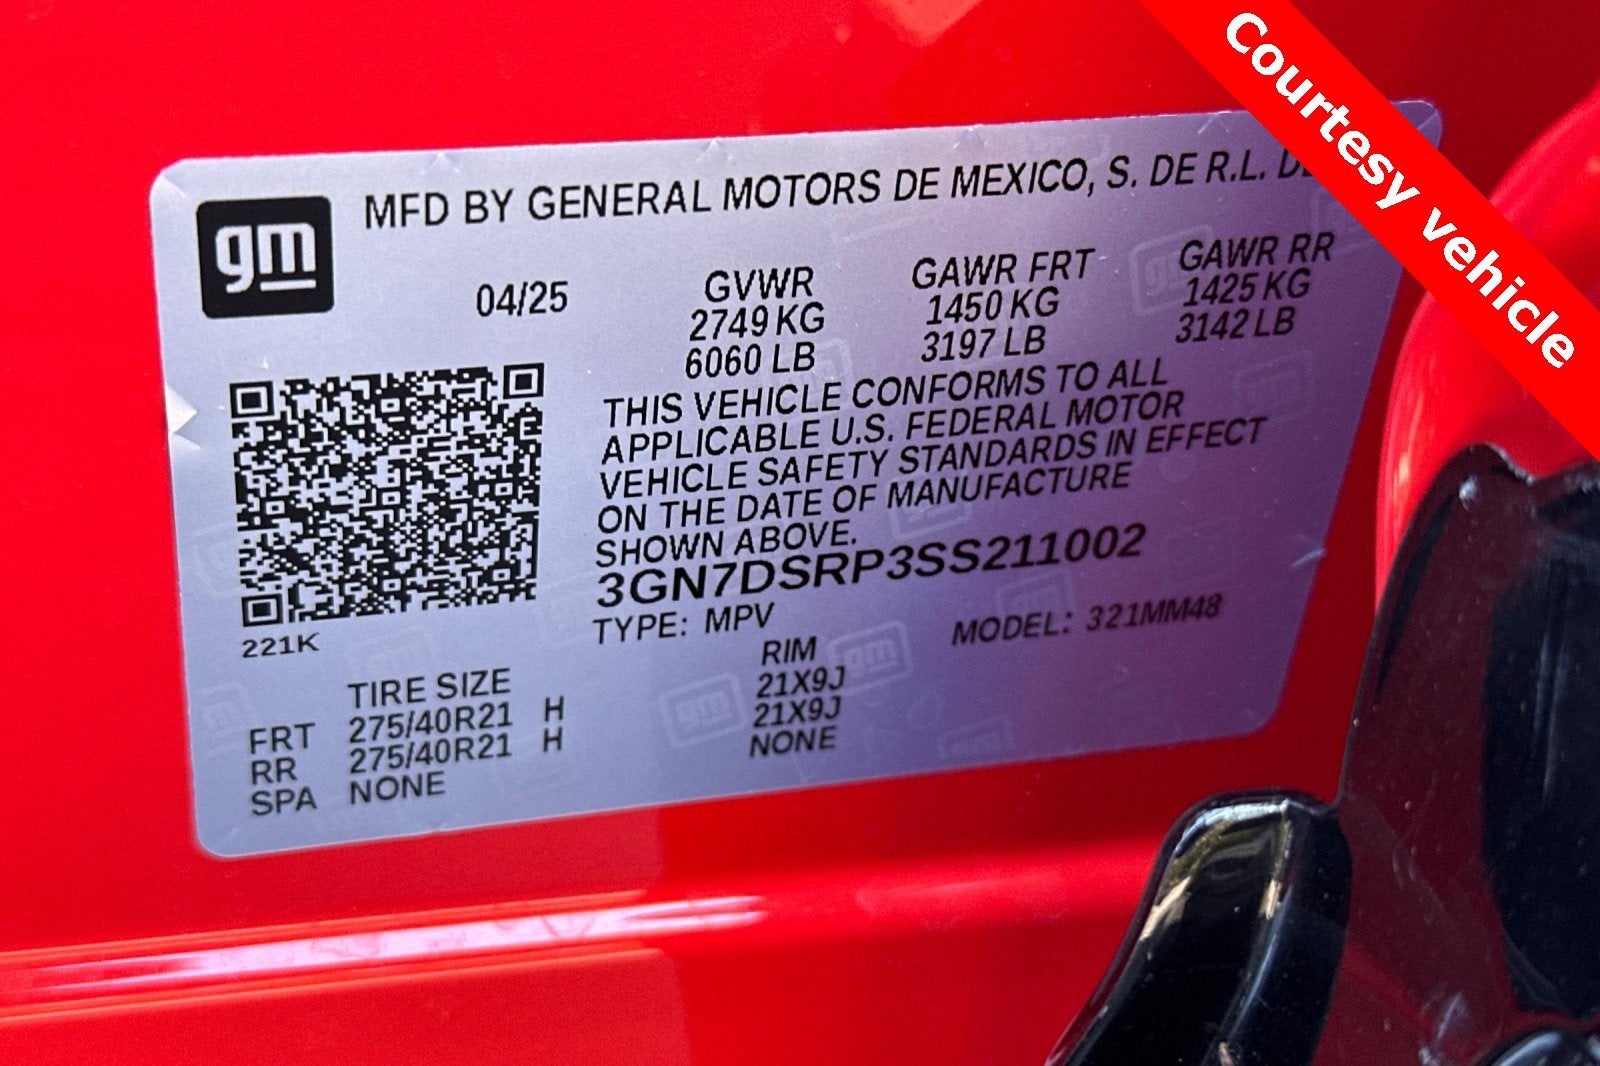 Courtesy vehicle
gm
MFD BY GENERAL MOTORS DE MEXICO, S. DE R.L.
04/25
GVWR GAWR FRT GAWR RR
2749 KG 1450 KG 1425 KG
6060 LB 3197 LB 3142 LB
THIS VEHICLE CONFORMS TO ALL
APPLICABLE U.S. FEDERAL MOTOR
VEHICLE SAFETY STANDARDS IN EFFECT
ON THE DATE OF MANUFACTURE
SHOWN ABOVE.
3GN7DSRP3SS211002
TYPE: MPV MODEL: 321MM48
221K
TIRE SIZE RIM
FRT 275/40R21 H 21X9J
RR 275/40R21 H 21X9J
SPA NONE NONE